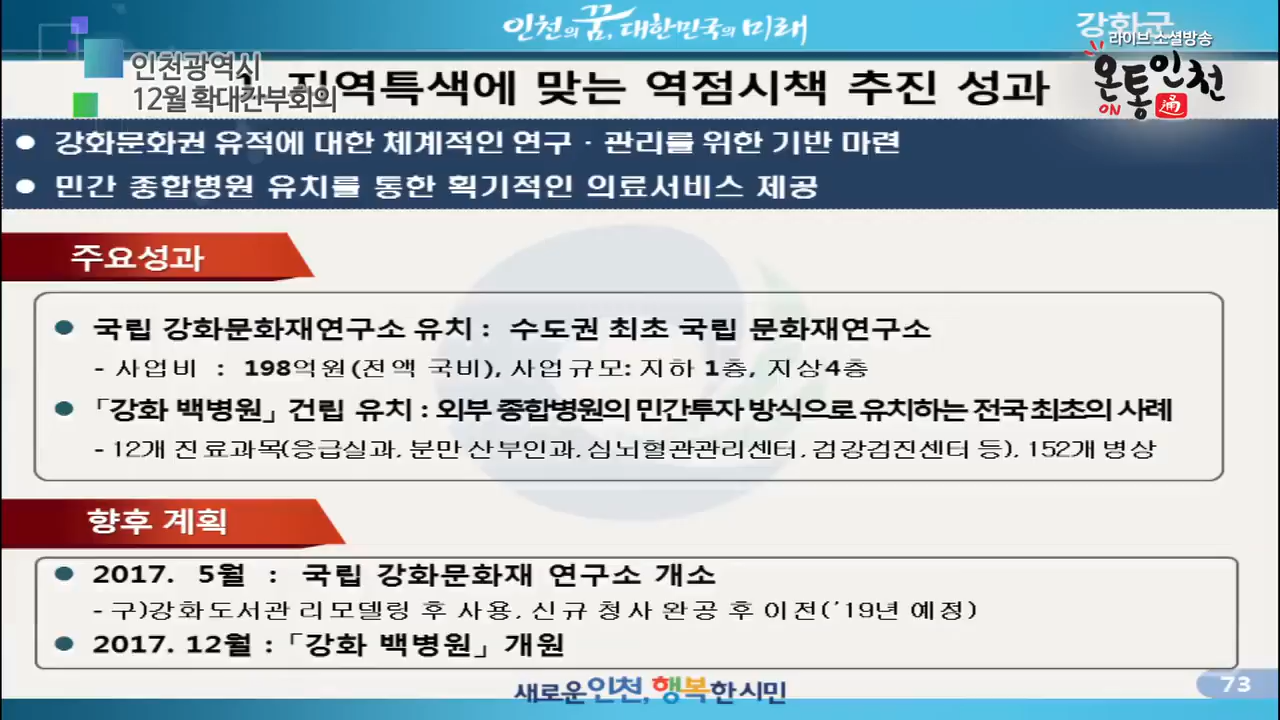 인천의 꿈, 대한민국의 미래
강화군
라이브 소셜방송
온통인천
ON 通
인천광역시
12월 확대간부회의
지역특색에 맞는 역점시책 추진 성과
● 강화문화권 유적에 대한 체계적인 연구 · 관리를 위한 기반 마련
● 민간 종합병원 유치를 통한 획기적인 의료서비스 제공
주요성과
● 국립 강화문화재연구소 유치 : 수도권 최초 국립 문화재연구소
- 사업비 : 198억원(전액 국비), 사업규모: 지하 1층, 지상4층
● 「강화 백병원」 건립 유치 : 외부 종합병원의 민간투자 방식으로 유치하는 전국 최초의 사례
- 12개 진료과목(응급실과, 분만 산부인과, 심뇌혈관관리센터, 검강검진센터 등), 152개 병상
향후 계획
● 2017. 5월 : 국립 강화문화재 연구소 개소
- 구)강화도서관 리모델링 후 사용, 신규 청사 완공 후 이전('19년 예정)
● 2017. 12월 : 「강화 백병원」 개원
새로운 인천, 행복한 시민
73